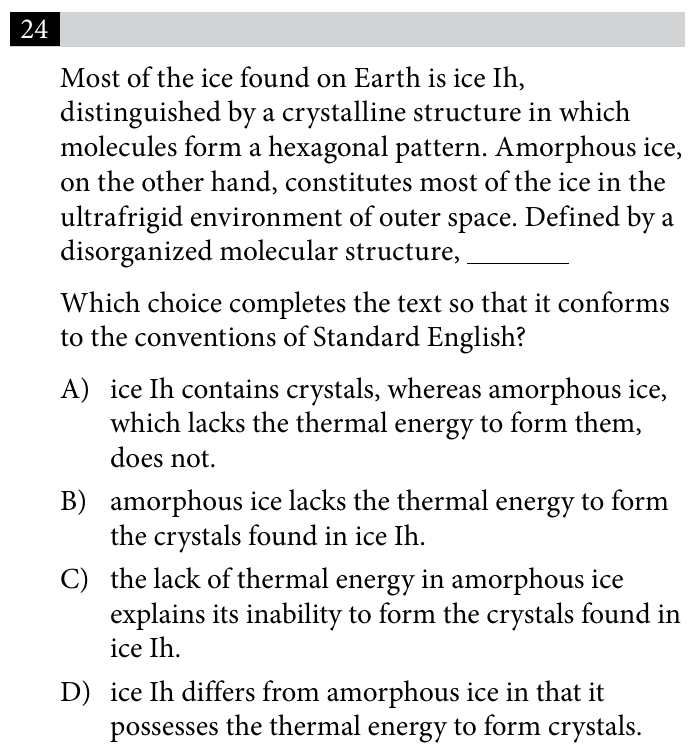 24
Most of the ice found on Earth is ice Ih,
distinguished by a crystalline structure in which
molecules form a hexagonal pattern. Amorphous ice,
on the other hand, constitutes most of the ice in the
ultrafrigid environment of outer space. Defined by a
disorganized molecular structure, _______
Which choice completes the text so that it conforms
to the conventions of Standard English?
A) ice Ih contains crystals, whereas amorphous ice,
which lacks the thermal energy to form them,
does not.
B) amorphous ice lacks the thermal energy to form
the crystals found in ice Ih.
C) the lack of thermal energy in amorphous ice
explains its inability to form the crystals found in
ice Ih.
D) ice Ih differs from amorphous ice in that it
possesses the thermal energy to form crystals.